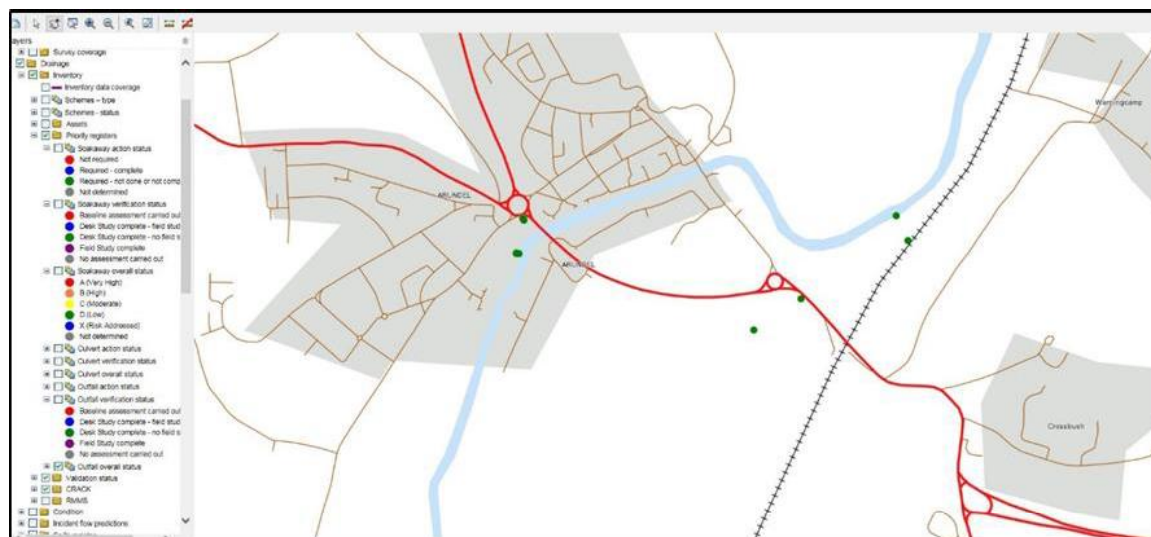 ayers
Survey coverage
Drainage
Inventory
Inventory data coverage
Schemes - type
Schemes - status
Assets
Priority registers
Soakaway action status
Not required
Required - complete
Required - not done or not comp
Not determined
Soakaway verification status
Baseline assessment carried out
Desk Study complete - field stud
Desk Study complete - no field s
Field Study complete
No assessment carried out
Soakaway overall status
A (Very High)
B (High)
C (Moderate)
D (Low)
X (Risk Addressed)
Not determined
Culvert action status
Culvert verification status
Culvert overall status
Outfall action status
Outfall verification status
Baseline assessment carried out
Desk Study complete - field stud
Desk Study complete - no field s
Field Study complete
No assessment carried out
Outfall overall status
Validation status
CRACK
RMMS
Condition
Incident flow predictions
Warningcamp
ARUNDEL
ARUNDEL
Crossbush